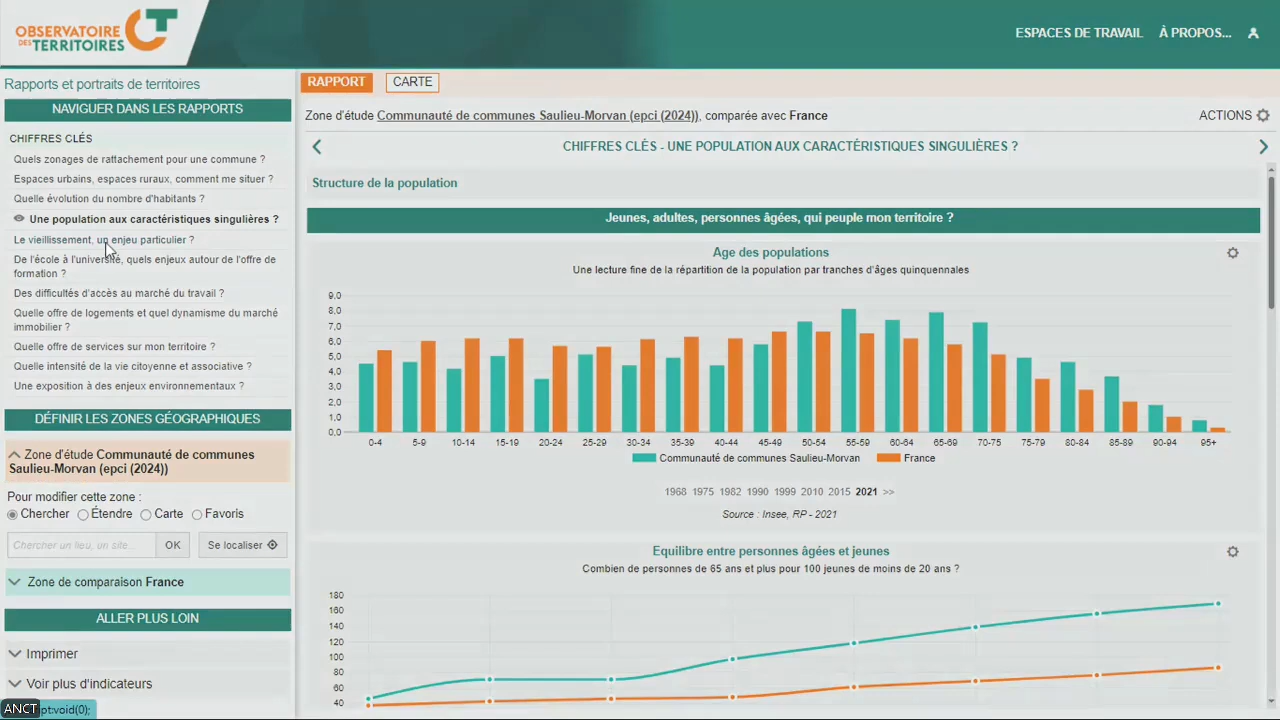 OBSERVATOIRE
DES TERRITOIRES
ESPACES DE TRAVAIL
À PROPOS...
Rapports et portraits de territoires
NAVIGUER DANS LES RAPPORTS
CHIFFRES CLÉS
Quels zonages de rattachement pour une commune ?
Espaces urbains, espaces ruraux, comment me situer ?
Quelle évolution du nombre d'habitants ?
Une population aux caractéristiques singulières ?
Le vieillissement, un enjeu particulier ?
De l'école à l'université, quels enjeux autour de l'offre de
formation ?
Des difficultés d'accès au marché du travail ?
Quelle offre de logements et quel dynamisme du marché
immobilier ?
Quelle offre de services sur mon territoire ?
Quelle intensité de la vie citoyenne et associative ?
Une exposition à des enjeux environnementaux ?
DÉFINIR LES ZONES GÉOGRAPHIQUES
Zone d'étude Communauté de communes
Saulieu-Morvan (epci (2024))
Pour modifier cette zone :
Chercher Étendre Carte Favoris
Chercher un lieu, un site... OK Se localiser
Zone de comparaison France
ALLER PLUS LOIN
Imprimer
Voir plus d'indicateurs
ANCT
pt:void(0);
RAPPORT CARTE
Zone d'étude Communauté de communes Saulieu-Morvan (epci (2024)), comparée avec France
ACTIONS
CHIFFRES CLÉS - UNE POPULATION AUX CARACTÉRISTIQUES SINGULIÈRES ?
Structure de la population
Jeunes, adultes, personnes âgées, qui peuple mon territoire ?
Age des populations
Une lecture fine de la répartition de la population par tranches d'âges quinquennales
9,0
8,0
7,0
6,0
5,0
4,0
3,0
2,0
1,0
0,0
0-4 5-9 10-14 15-19 20-24 25-29 30-34 35-39 40-44 45-49 50-54 55-59 60-64 65-69 70-75 75-79 80-84 85-89 90-94 95+
Communauté de communes Saulieu-Morvan France
1968 1975 1982 1990 1999 2010 2015 2021 >>
Source : Insee, RP - 2021
Equilibre entre personnes âgées et jeunes
Combien de personnes de 65 ans et plus pour 100 jeunes de moins de 20 ans ?
180
160
140
120
100
80
60
40